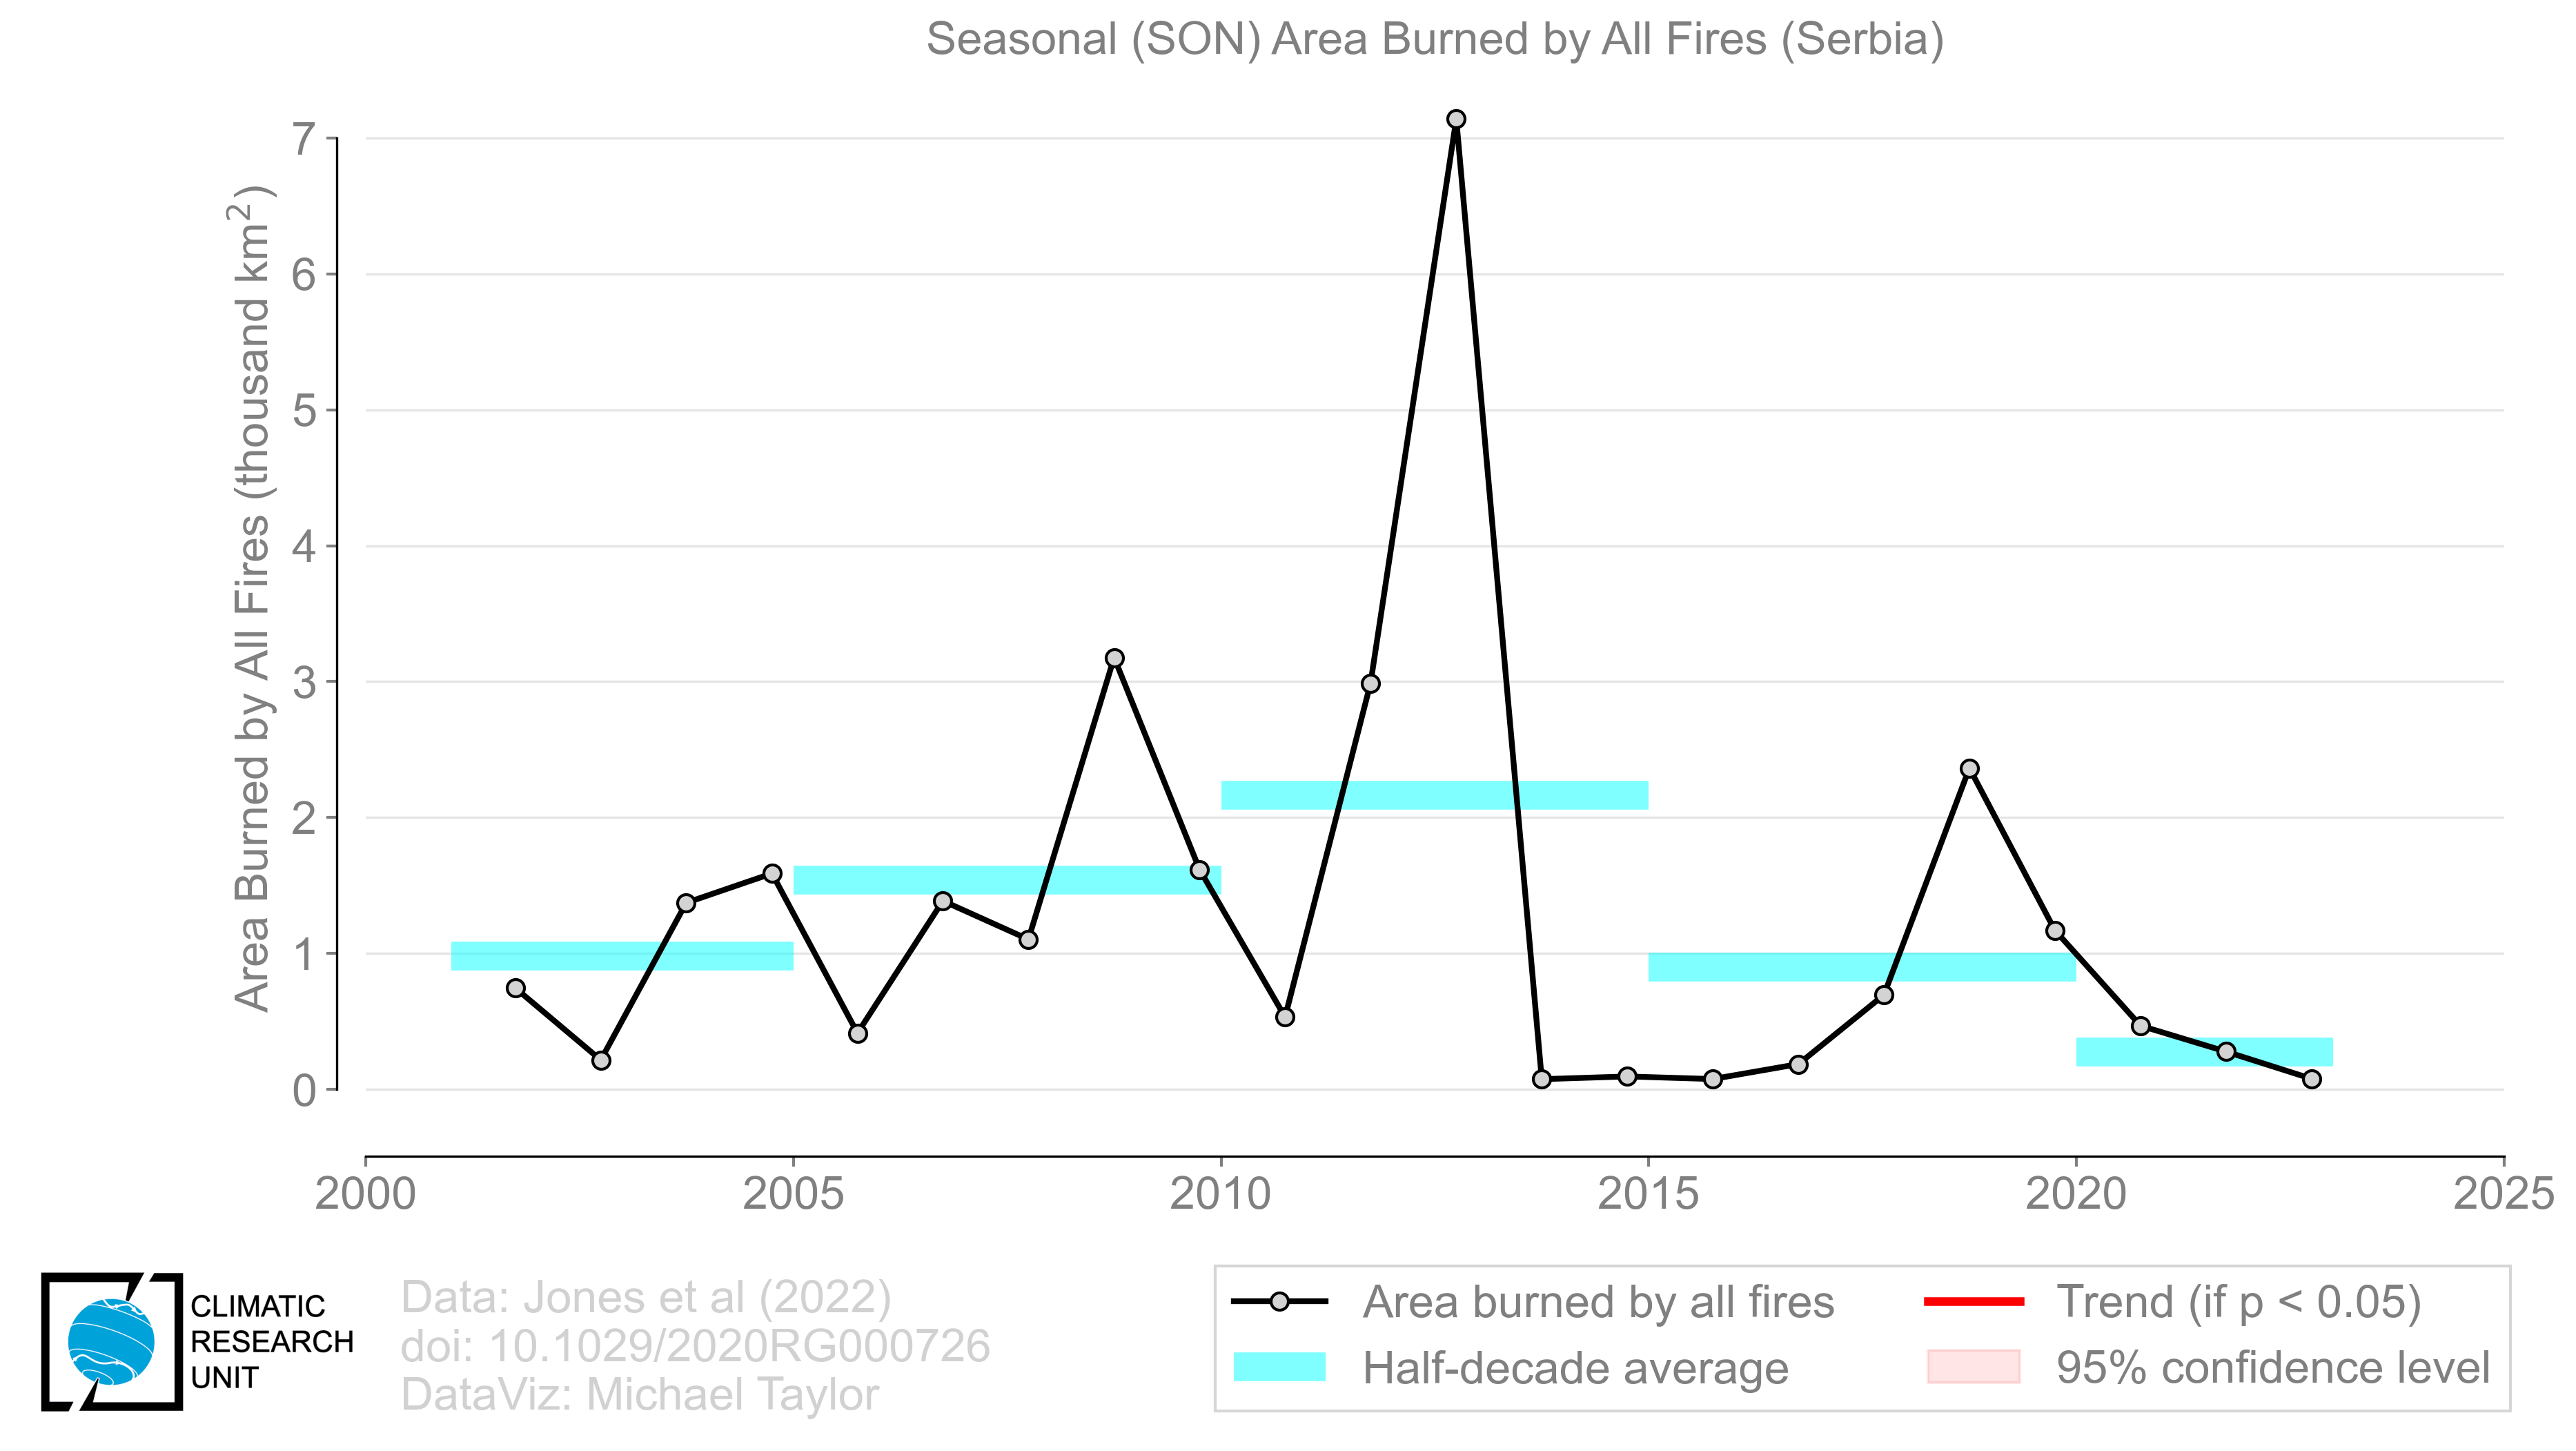 Seasonal (SON) Area Burned by All Fires (Serbia)
Area Burned by All Fires (thousand km²)
7
6
5
4
3
2
1
0
2000 2005 2010 2015 2020 2025
CLIMATIC
RESEARCH
UNIT
Data: Jones et al (2022)
doi: 10.1029/2020RG000726
DataViz: Michael Taylor
Area burned by all fires
Half-decade average
Trend (if p < 0.05)
95% confidence level